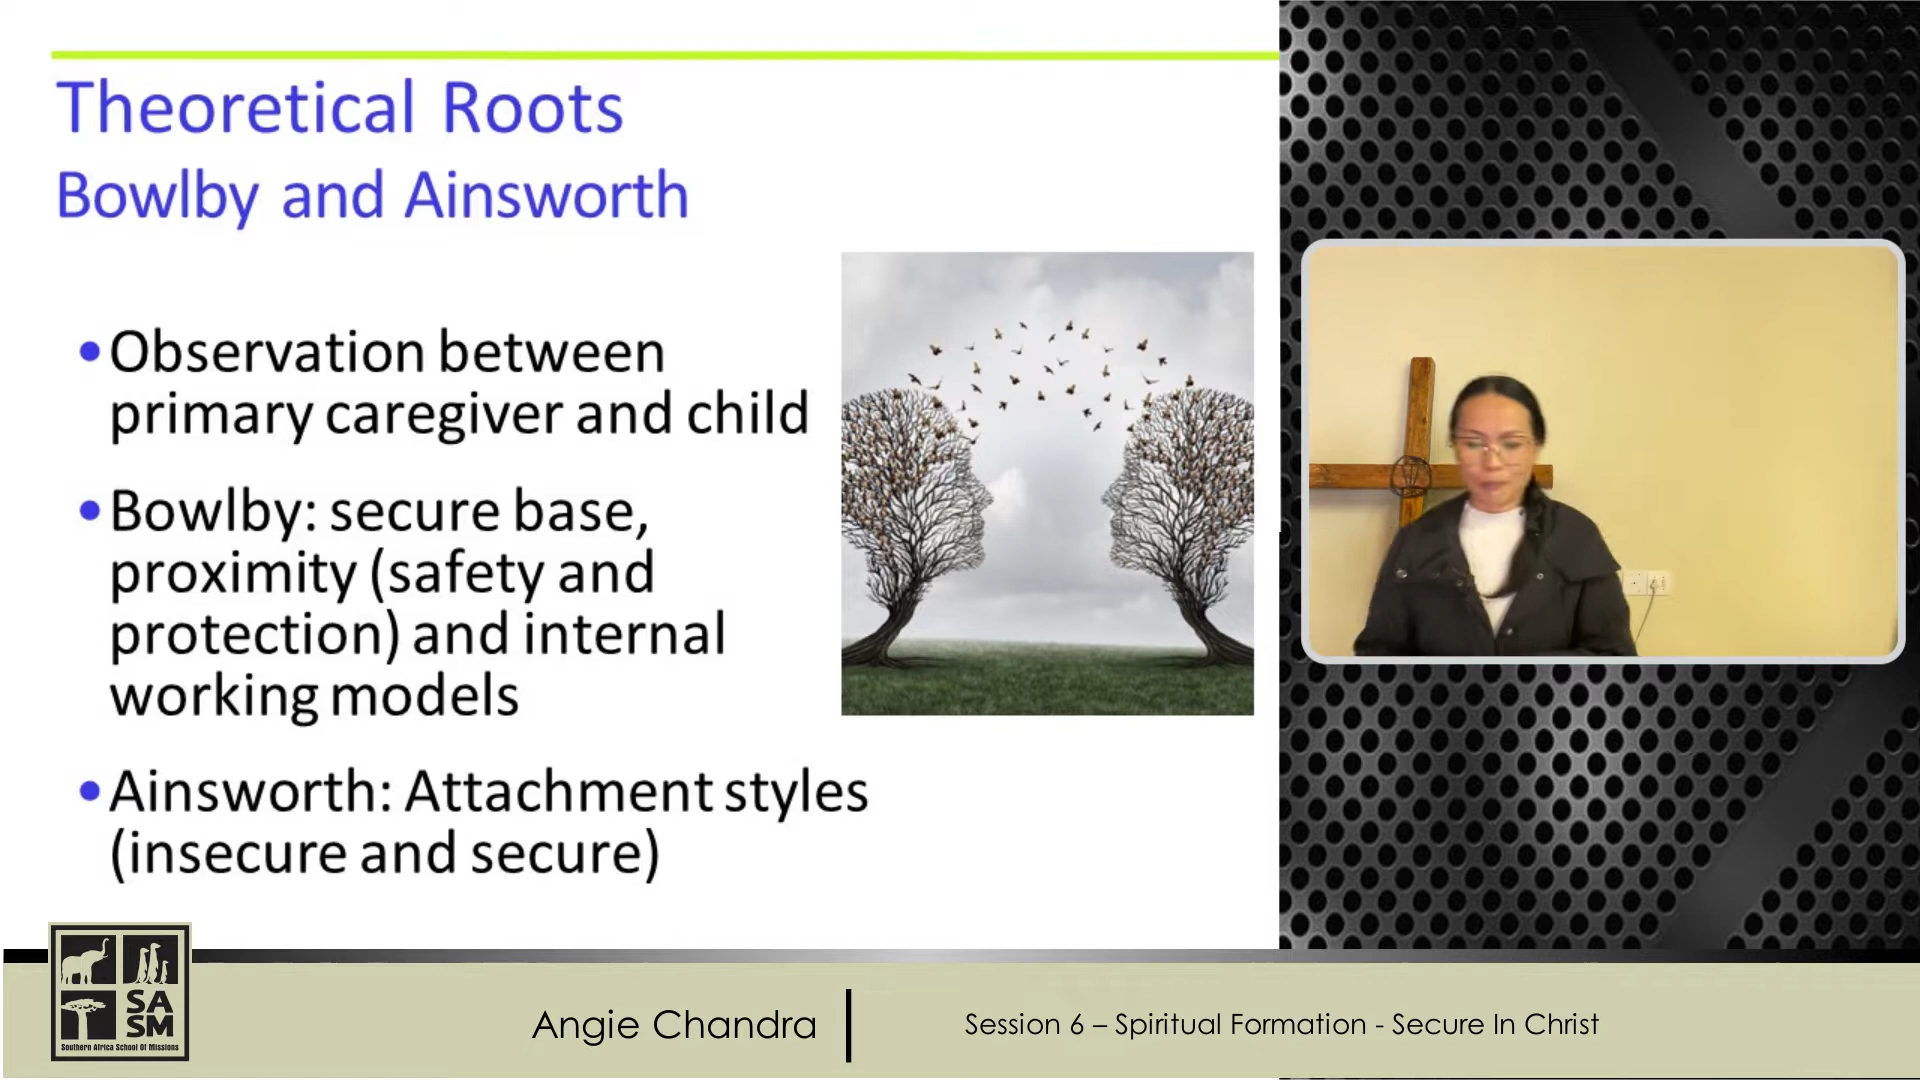 Theoretical Roots
Bowlby and Ainsworth
•Observation between
primary caregiver and child
•Bowlby: secure base,
proximity (safety and
protection) and internal
working models
•Ainsworth: Attachment styles
(insecure and secure)
SA
SM
Southern Africa School Of Missions
Angie Chandra
Session 6 – Spiritual Formation - Secure In Christ